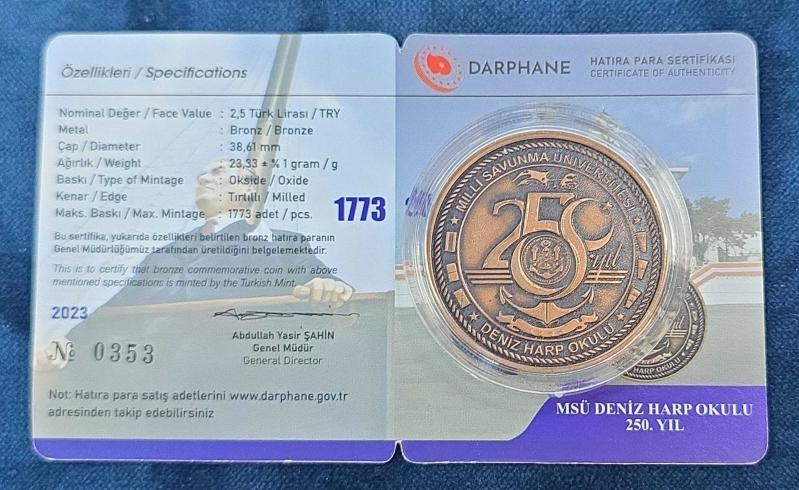 Özellikleri / Specifications
Nominal Değer / Face Value : 2,5 Türk Lirası / TRY
Metal : Bronz / Bronze
Çap / Diameter : 38,61 mm
Ağırlık / Weight : 23,33 ± % 1 gram / g
Baskı / Type of Mintage : Okside / Oxide
Kenar / Edge : Tırtıllı / Milled
Maks. Baskı / Max. Mintage : 1773 adet / pcs.
1773
Bu sertifika, yukarıda özellikleri belirtilen bronz hatıra paranın
Genel Müdürlüğümüz tarafından üretildiğini belgelemektedir.
This is to certify that bronze commemorative coin with above
mentioned specifications is minted by the Turkish Mint.
2023
Abdullah Yasir ŞAHİN
Genel Müdür
General Director
№ 0353
Not: Hatıra para satış adetlerini www.darphane.gov.tr
adresinden takip edebilirsiniz
DARPHANE
HATIRA PARA SERTİFİKASI
CERTIFICATE OF AUTHENTICITY
MİLLİ SAVUNMA ÜNİVERSİTESİ
250
yıl
DENİZ HARP OKULU
HARP OKULU
MSÜ DENİZ HARP OKULU
250. YIL